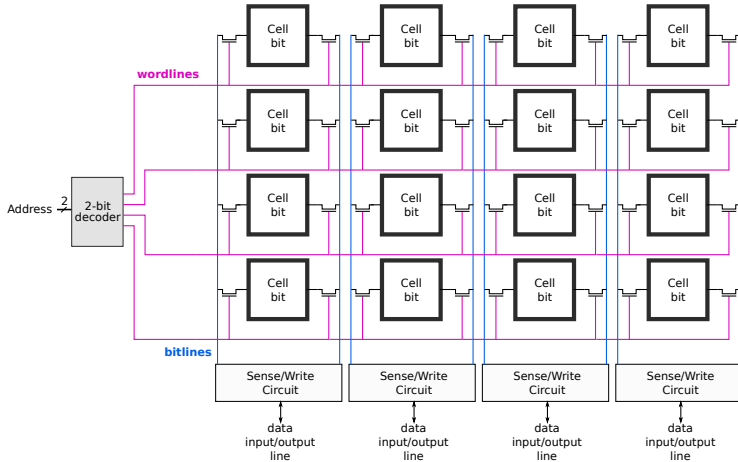 Cell Cell Cell Cell
bit bit bit bit
wordlines
Cell Cell Cell Cell
bit bit bit bit
2
Address
2-bit
decoder
Cell Cell Cell Cell
bit bit bit bit
Cell Cell Cell Cell
bit bit bit bit
bitlines
Sense/Write Sense/Write Sense/Write Sense/Write
Circuit Circuit Circuit Circuit
data data data data
input/output input/output input/output input/output
line line line line